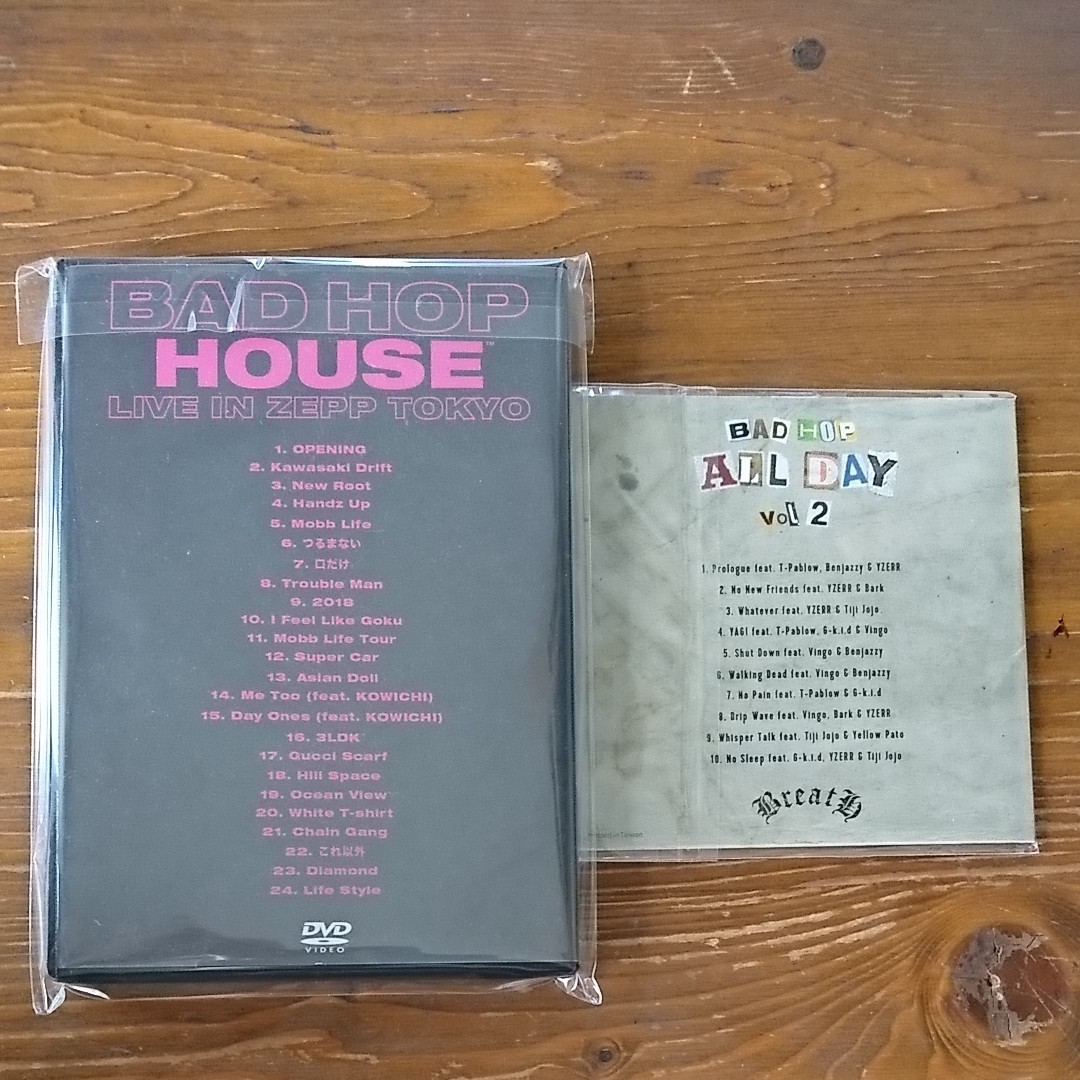 BAD HOP
HOUSE™
LIVE IN ZEPP TOKYO
1. OPENING
2. Kawasaki Drift
3. New Root
4. Handz Up
5. Mobb Life
6. つるまない
7. 口だけ
8. Trouble Man
9. 2018
10. I Feel Like Goku
11. Mobb Life Tour
12. Super Car
13. Asian Doll
14. Me Too (feat. KOWICHI)
15. Day Ones (feat. KOWICHI)
16. 3LDK
17. Gucci Scarf
18. Hill Space
19. Ocean View
20. White T-shirt
21. Chain Gang
22. これ以外
23. Diamond
24. Life Style
DVD
VIDEO
BAD HOP
ALL DAY
Vol 2
1. Prologue feat. T-Pablow, Benjazzy & YZERR
2. No New Friends feat. YZERR & Bark
3. Whatever feat. YZERR & Tiji Jojo
4. YAGI feat. T-Pablow, G-k.i.d & Vingo
5. Shut Down feat. Vingo & Benjazzy
6. Walking Dead feat. Vingo & Benjazzy
7. No Pain feat. T-Pablow & G-k.i.d
8. Drip Wave feat. Vingo, Bark & YZERR
9. Whisper Talk feat. Tiji Jojo & Yellow Pato
10. No Sleep feat. G-k.i.d, YZERR & Tiji Jojo
BreatH
Printed in Taiwan